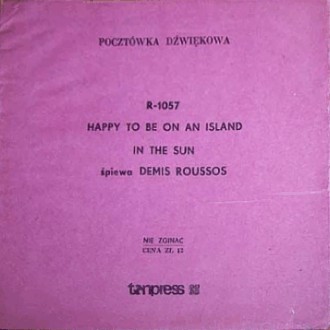 POCZTÓWKA DŹWIĘKOWA
R-1057
HAPPY TO BE ON AN ISLAND
IN THE SUN
śpiewa DEMIS ROUSSOS
NIE ZGINAĆ
CENA ZŁ 15
tonpress